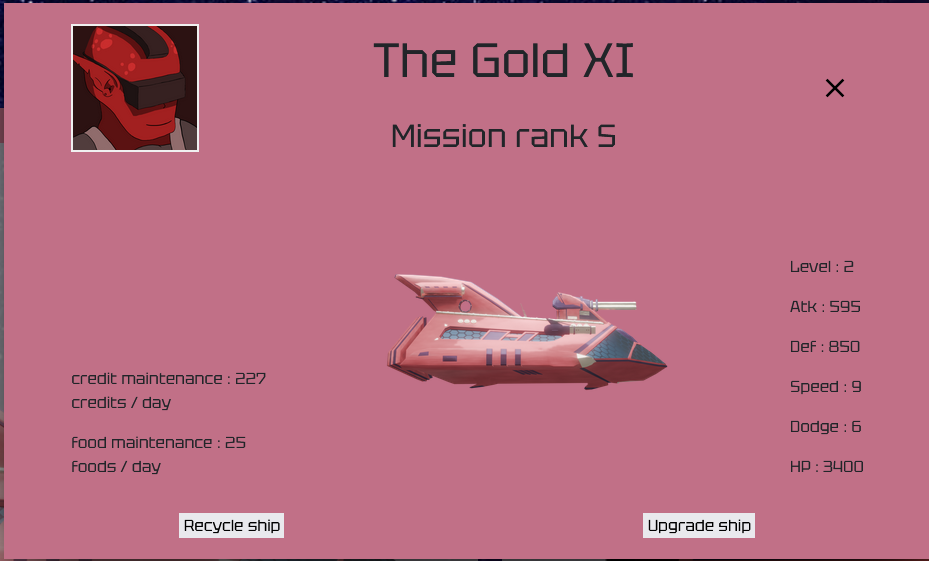 The Gold XI
Mission rank S
Level : 2
Atk : 595
Def : 850
Speed : 9
Dodge : 6
HP : 3400
credit maintenance : 227
credits / day
food maintenance : 25
foods / day
Recycle ship
Upgrade ship